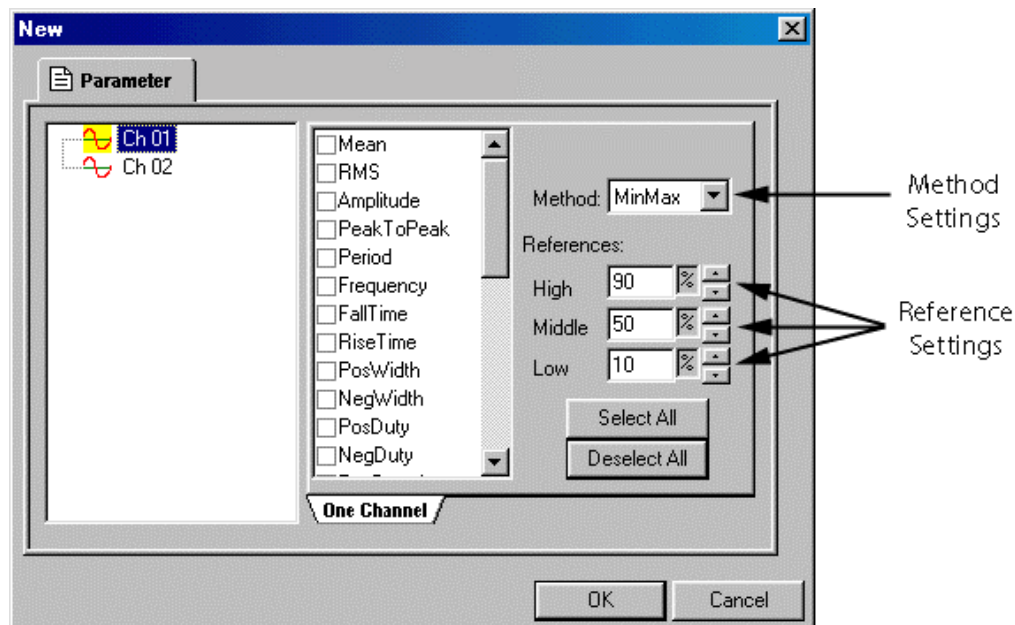 New
Parameter
Ch 01
Ch 02
Mean
RMS
Amplitude
PeakToPeak
Period
Frequency
FallTime
RiseTime
PosWidth
NegWidth
PosDuty
NegDuty
One Channel
Method: MinMax
References:
High 90 %
Middle 50 %
Low 10 %
Select All
Deselect All
OK
Cancel
Method
Settings
Reference
Settings